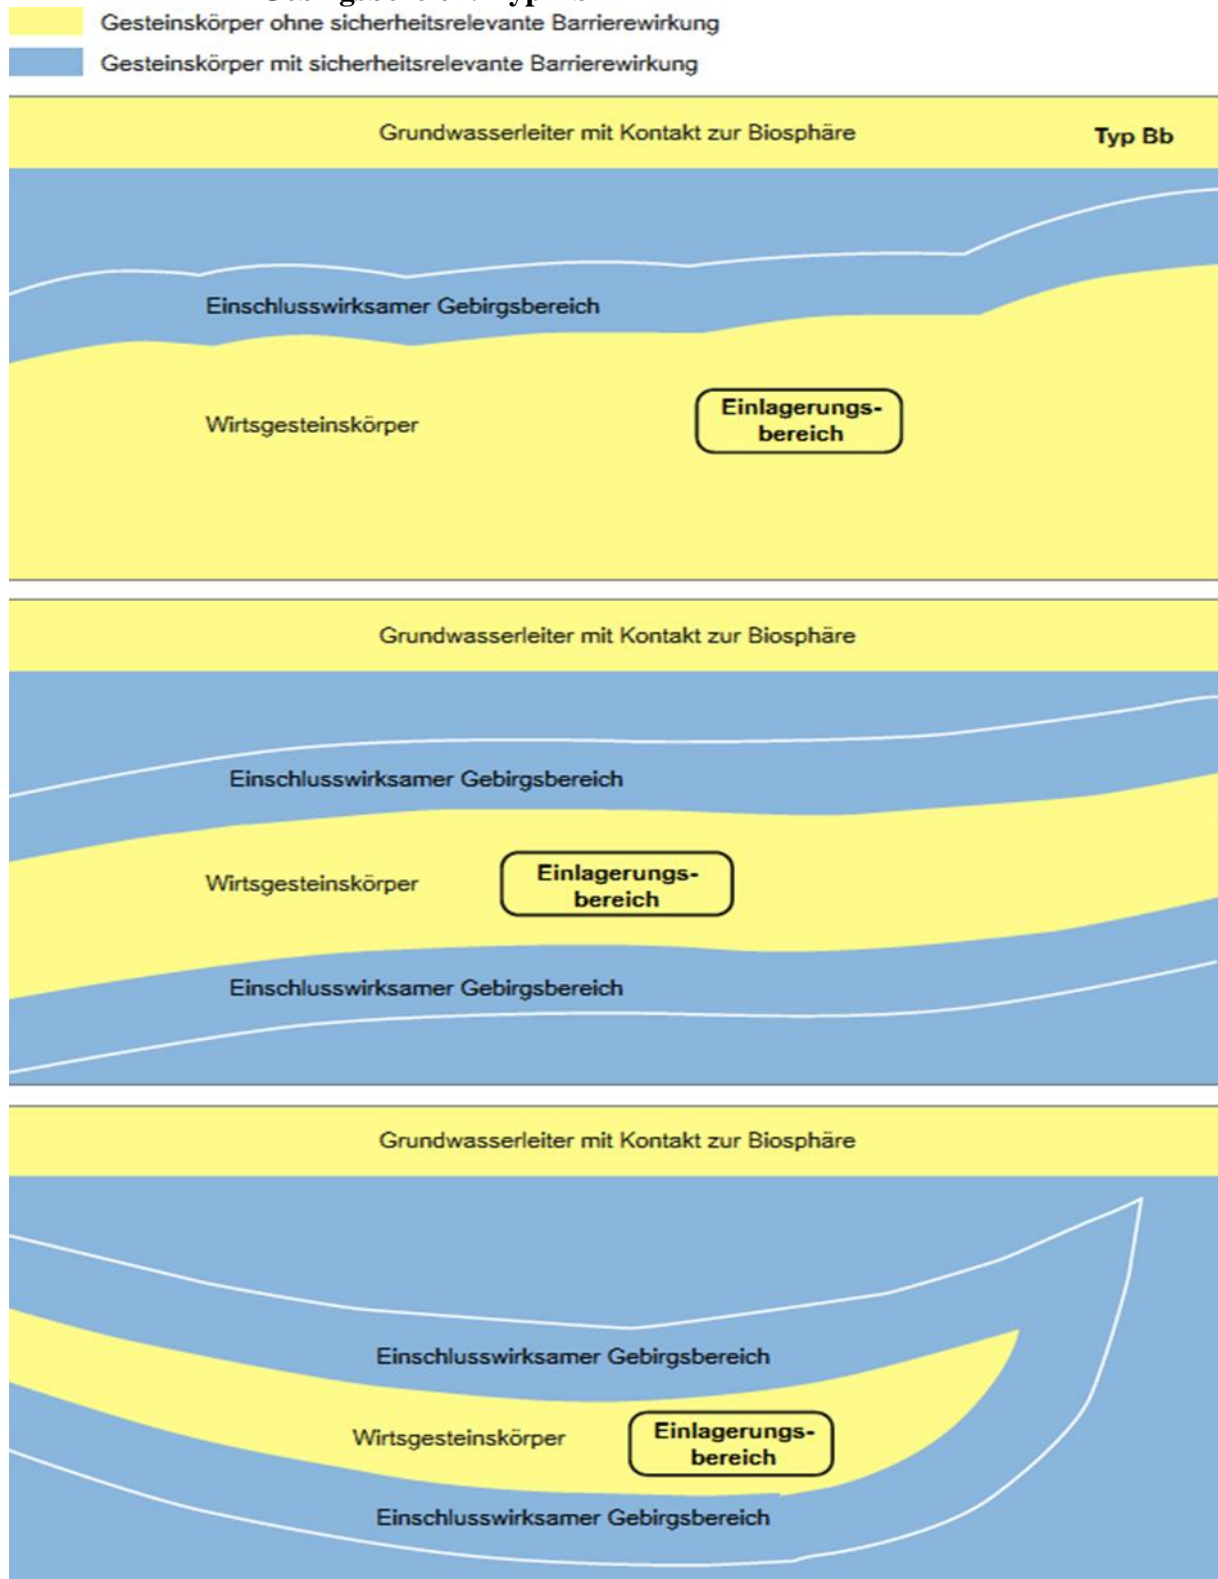 Gesteinskörper ohne sicherheitsrelevante Barrierewirkung
Gesteinskörper mit sicherheitsrelevante Barrierewirkung
Grundwasserleiter mit Kontakt zur Biosphäre
Typ Bb
Einschlusswirksamer Gebirgsbereich
Wirtsgesteinskörper
Einlagerungs-
bereich
Grundwasserleiter mit Kontakt zur Biosphäre
Einschlusswirksamer Gebirgsbereich
Wirtsgesteinskörper
Einlagerungs-
bereich
Einschlusswirksamer Gebirgsbereich
Grundwasserleiter mit Kontakt zur Biosphäre
Einschlusswirksamer Gebirgsbereich
Wirtsgesteinskörper
Einlagerungs-
bereich
Einschlusswirksamer Gebirgsbereich